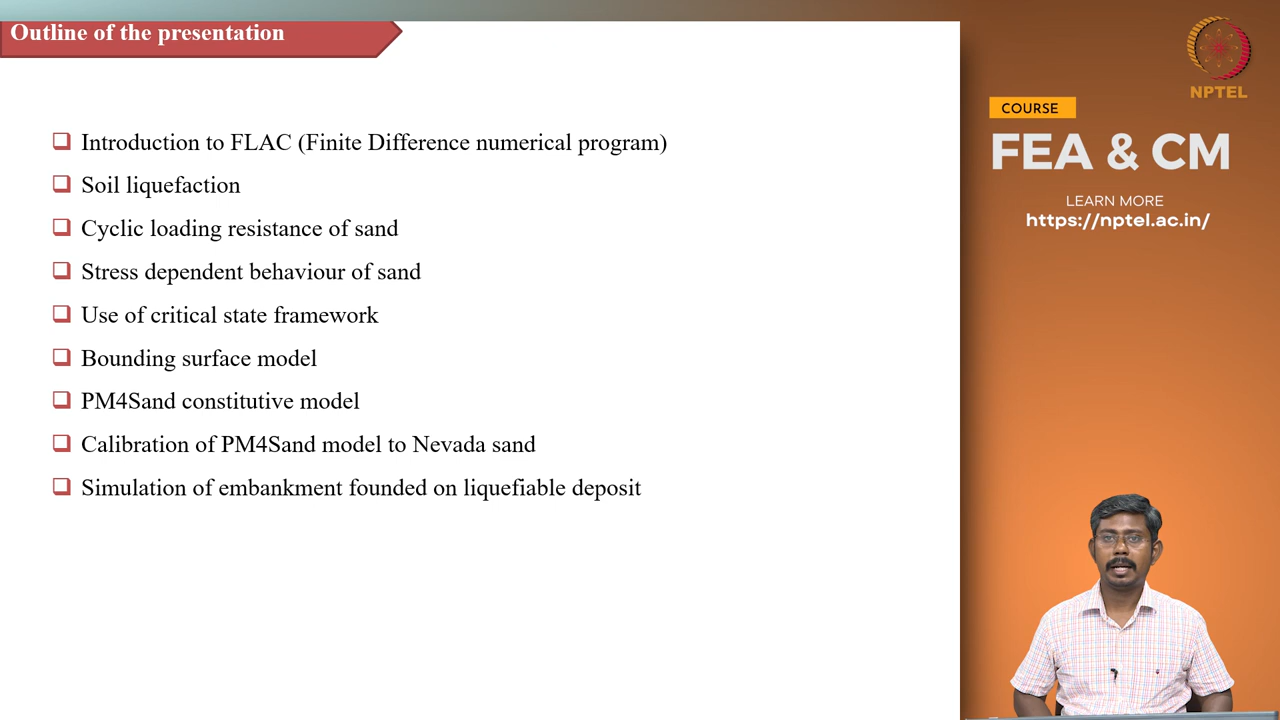 Outline of the presentation
Introduction to FLAC (Finite Difference numerical program)
Soil liquefaction
Cyclic loading resistance of sand
Stress dependent behaviour of sand
Use of critical state framework
Bounding surface model
PM4Sand constitutive model
Calibration of PM4Sand model to Nevada sand
Simulation of embankment founded on liquefiable deposit
NPTEL
COURSE
FEA & CM
LEARN MORE
https://nptel.ac.in/